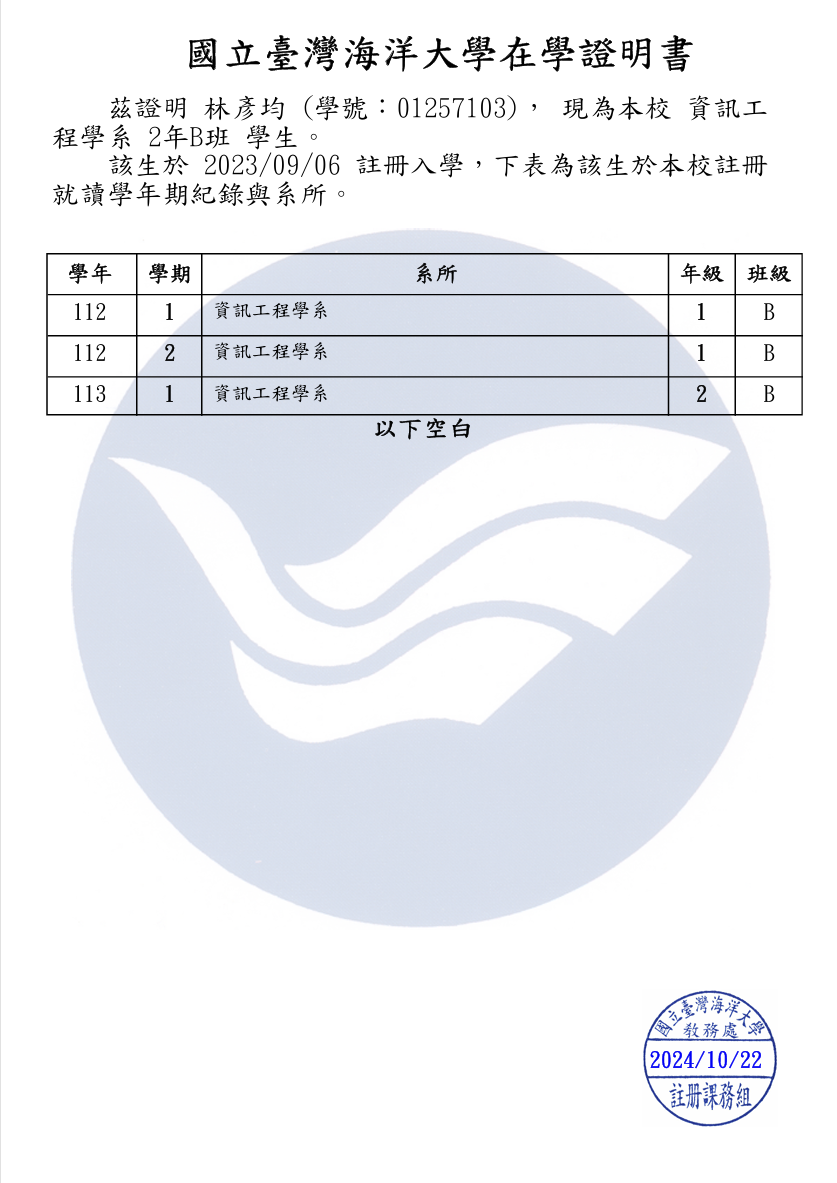 國立臺灣海洋大學在學證明書
茲證明 林彥均 (學號：01257103)， 現為本校 資訊工
程學系 2年B班 學生。
該生於 2023/09/06 註冊入學，下表為該生於本校註冊
就讀學年期紀錄與系所。
學年 學期 系所 年級 班級
112 1 資訊工程學系 1 B
112 2 資訊工程學系 1 B
113 1 資訊工程學系 2 B
以下空白
國立臺灣海洋大學
教務處
2024/10/22
註册課務組